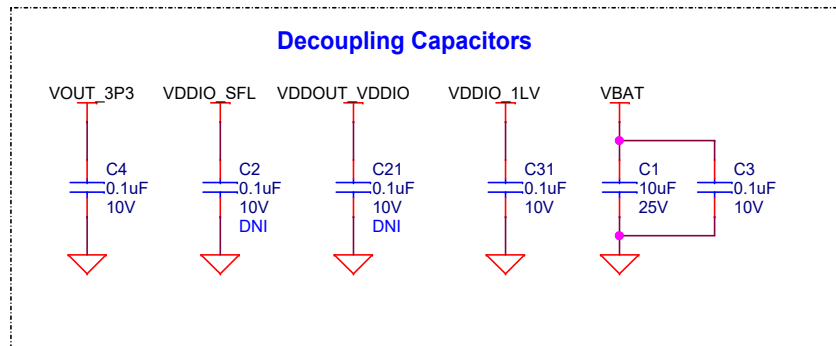 Decoupling Capacitors
VOUT_3P3 VDDIO_SFL VDDOUT_VDDIO VDDIO_1LV VBAT
C4 C2 C21 C31 C1 C3
0.1uF 0.1uF 0.1uF 0.1uF 10uF 0.1uF
10V 10V 10V 10V 25V 10V
DNI DNI